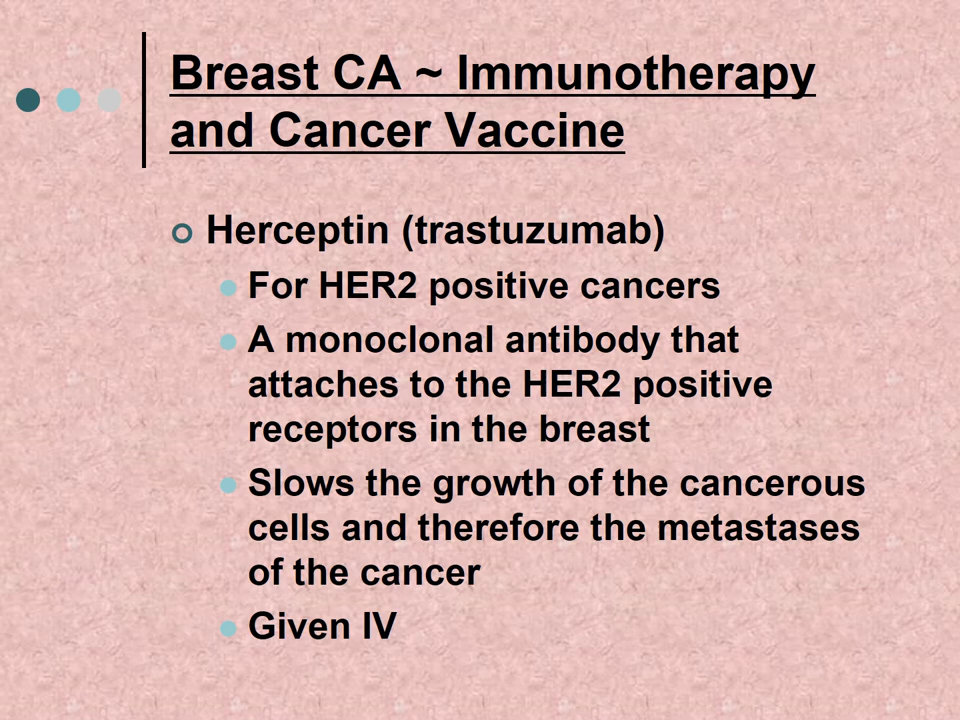 Breast CA ~ Immunotherapy
and Cancer Vaccine
Herceptin (trastuzumab)
For HER2 positive cancers
A monoclonal antibody that
attaches to the HER2 positive
receptors in the breast
Slows the growth of the cancerous
cells and therefore the metastases
of the cancer
Given IV